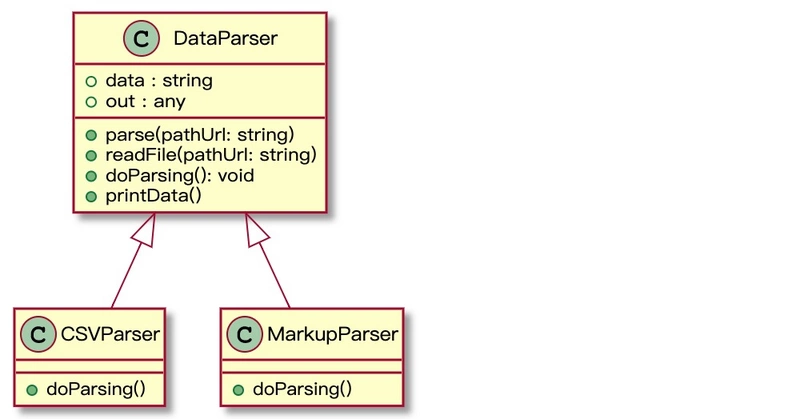 C DataParser
data : string
out : any
parse(pathUrl: string)
readFile(pathUrl: string)
doParsing(): void
printData()
C CSVParser
doParsing()
C MarkupParser
doParsing()